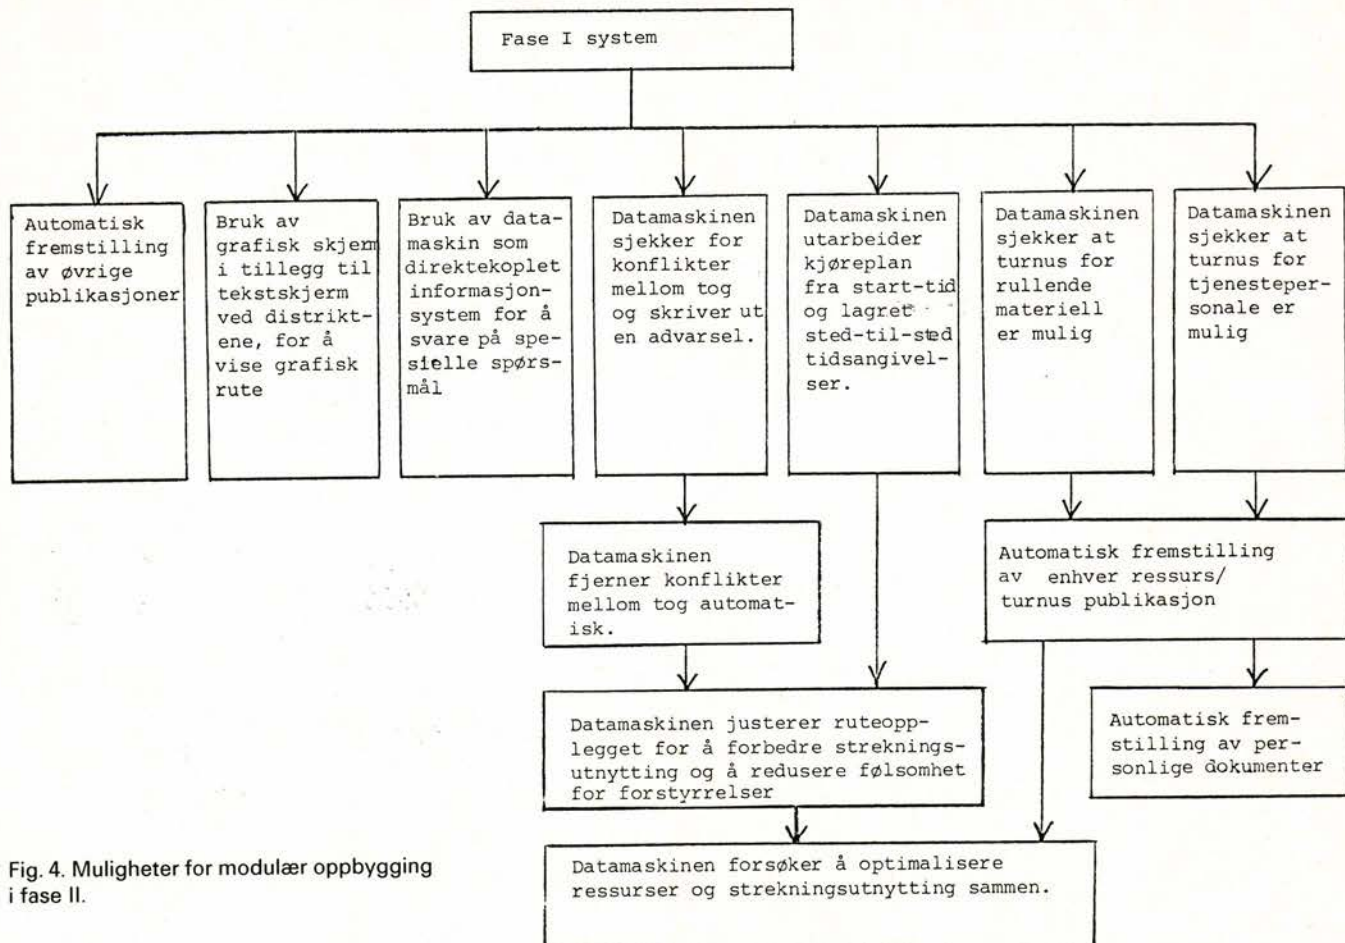 Fase I system
Automatisk
fremstilling
av øvrige
publikasjoner
Bruk av
grafisk skjem
i tillegg til
tekstskjerm
ved distrikt-
ene, for å
vise grafisk
rute
Bruk av data-
maskin som
direktekoplet
informasjon-
system for å
svare på spe-
sielle spørs-
mål
Datamaskinen
sjekker for
konflikter
mellom tog
og skriver ut
en advarsel.
Datamaskinen
utarbeider
kjøreplan
fra start-tid
og lagret
sted-til-sted
tidsangivel-
ser.
Datamaskinen
sjekker at
turnus for
rullende
materiell
er mulig
Datamaskinen
sjekker at
turnus for
tjenesteper-
sonale er
mulig
Datamaskinen
fjerner konflikter
mellom tog automat-
isk.
Automatisk fremstilling
av enhver ressurs/
turnus publikasjon
Datamaskinen justerer ruteopp-
legget for å forbedre streknings-
utnytting og å redusere følsomhet
for forstyrrelser
Automatisk frem-
stilling av per-
sonlige dokumenter
Datamaskinen forsøker å optimalisere
ressurser og strekningsutnytting sammen.
Fig. 4. Muligheter for modulær oppbygging
i fase II.